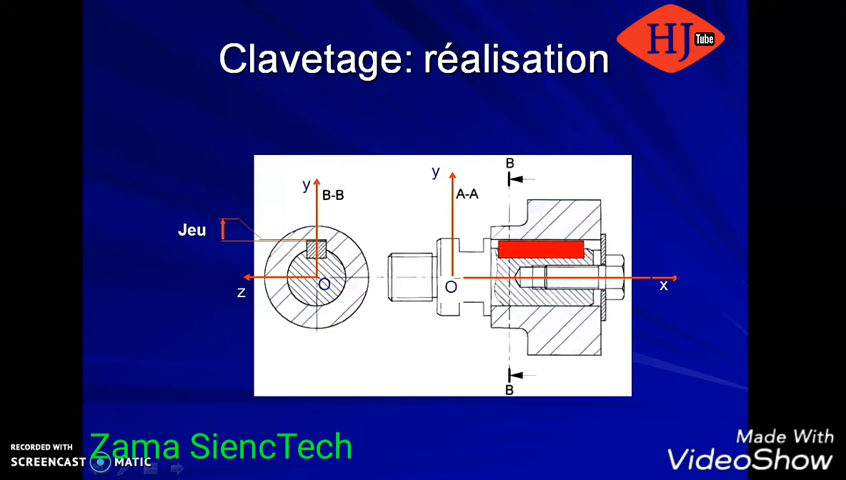 Clavetage: réalisation
HJ Tube
B
y
B-B
y
A-A
Jeu
z
O
O
x
B
Zama SiencTech
RECORDED WITH
SCREENCAST MATIC
Made With
VideoShow